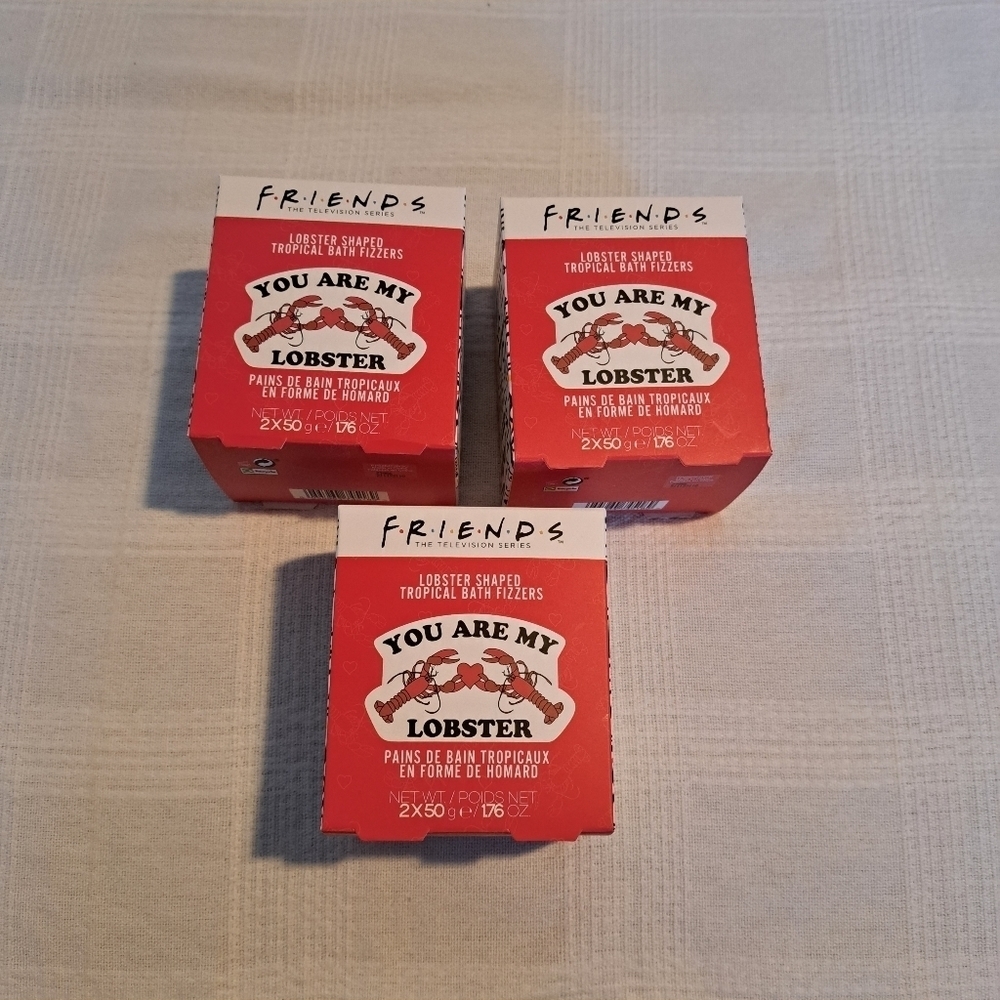 F·R·I·E·N·D·S™
THE TELEVISION SERIES
LOBSTER SHAPED
TROPICAL BATH FIZZERS
YOU ARE MY
LOBSTER
PAINS DE BAIN TROPICAUX
EN FORME DE HOMARD
NET WT. / POIDS NET
2 X 50 g ℮ / 1.76 OZ.
F·R·I·E·N·D·S™
THE TELEVISION SERIES
LOBSTER SHAPED
TROPICAL BATH FIZZERS
YOU ARE MY
LOBSTER
PAINS DE BAIN TROPICAUX
EN FORME DE HOMARD
NET WT. / POIDS NET
2 X 50 g ℮ / 1.76 OZ.
F·R·I·E·N·D·S™
THE TELEVISION SERIES
LOBSTER SHAPED
TROPICAL BATH FIZZERS
YOU ARE MY
LOBSTER
PAINS DE BAIN TROPICAUX
EN FORME DE HOMARD
NET WT. / POIDS NET
2 X 50 g ℮ / 1.76 OZ.